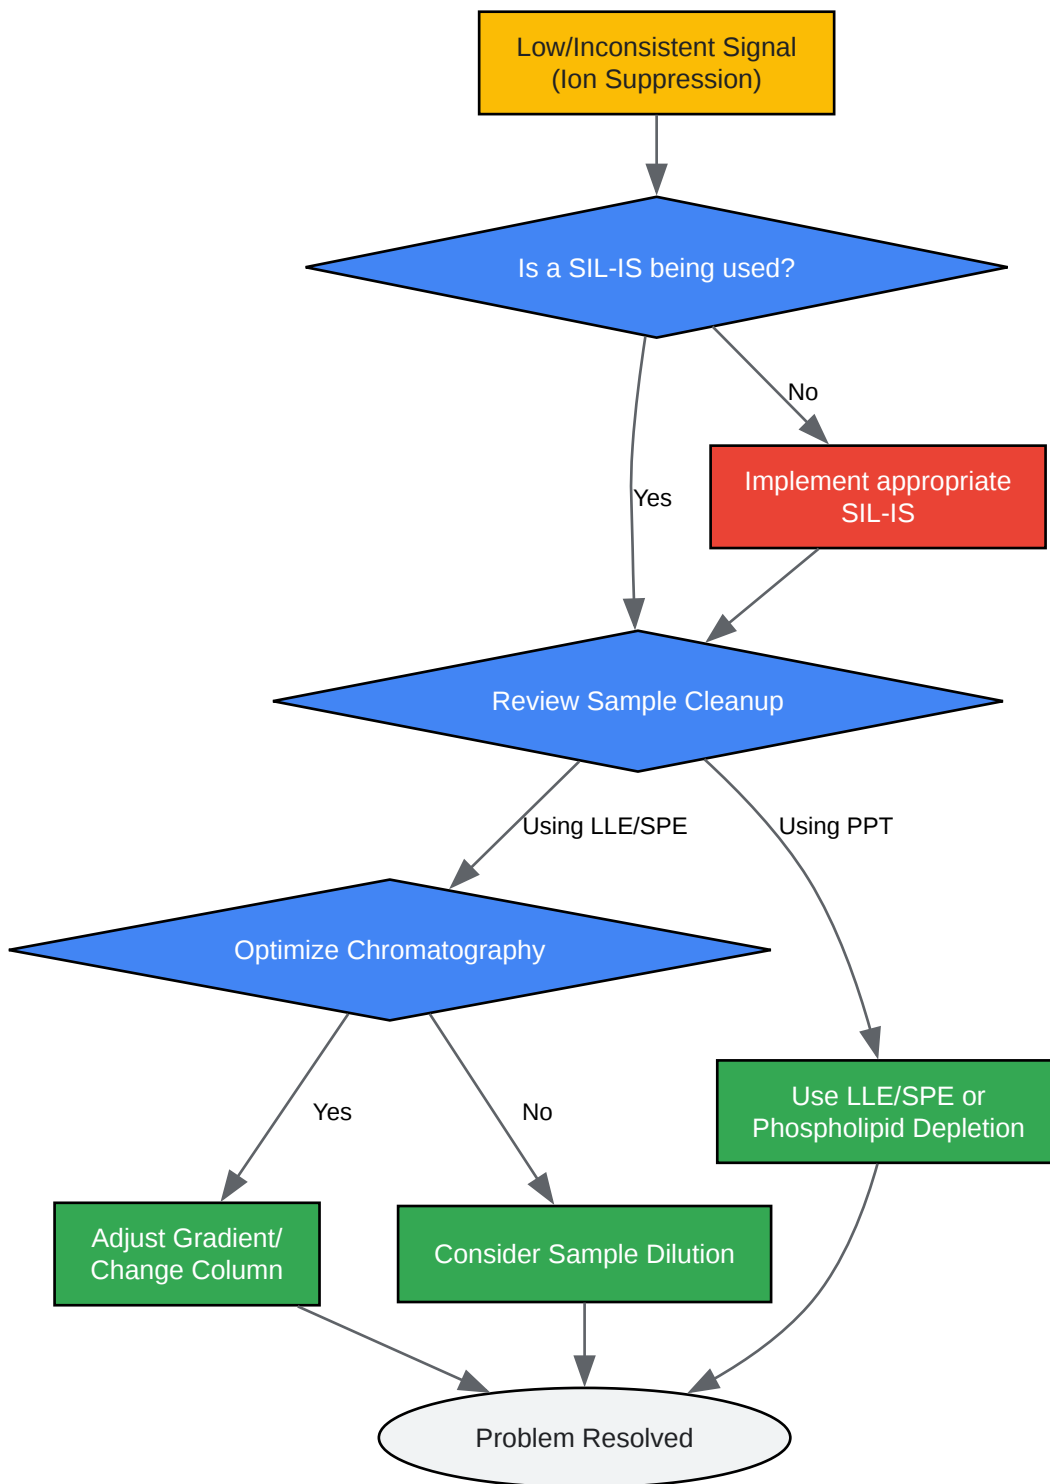 Low/Inconsistent Signal
(Ion Suppression)
Is a SIL-IS being used?
No
Implement appropriate
SIL-IS
Yes
Review Sample Cleanup
Using LLE/SPE
Using PPT
Optimize Chromatography
Use LLE/SPE or
Phospholipid Depletion
Yes
No
Adjust Gradient/
Change Column
Consider Sample Dilution
Problem Resolved